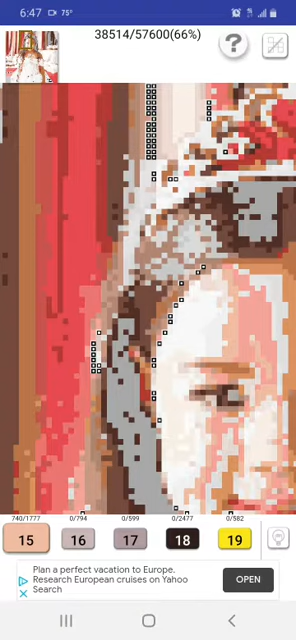 6:47 75°
38514/57600(66%)
?
740/1777 0/794 0/599 0/2477 0/582
15 16 17 18 19
Plan a perfect vacation to Europe.
Research European cruises on Yahoo
Search
OPEN